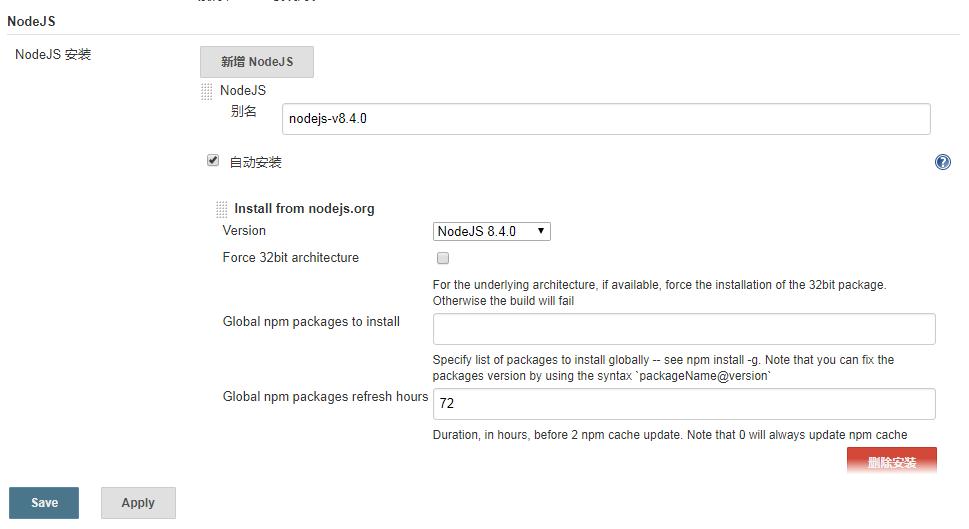 NodeJS
NodeJS 安装
新增 NodeJS
NodeJS
别名
nodejs-v8.4.0
自动安装
Install from nodejs.org
Version
NodeJS 8.4.0
Force 32bit architecture
For the underlying architecture, if available, force the installation of the 32bit package.
Otherwise the build will fail
Global npm packages to install
Specify list of packages to install globally -- see npm install -g. Note that you can fix the
packages version by using the syntax `packageName@version`
Global npm packages refresh hours
72
Duration, in hours, before 2 npm cache update. Note that 0 will always update npm cache
删除安装
Save
Apply